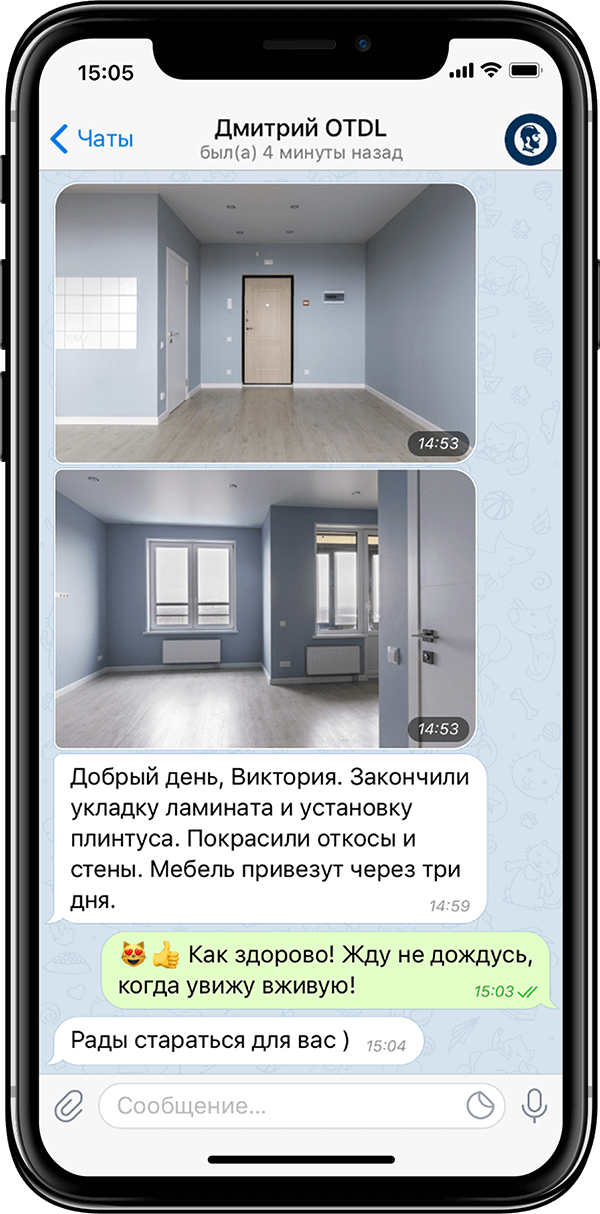 15:05
Чаты
Дмитрий OTDL
был(а) 4 минуты назад
14:53
14:53
Добрый день, Виктория. Закончили
укладку ламината и установку
плинтуса. Покрасили откосы и
стены. Мебель привезут через три
дня.
14:59
😻👍 Как здорово! Жду не дождусь,
когда увижу вживую!
15:03
Рады стараться для вас )
15:04
Сообщение...